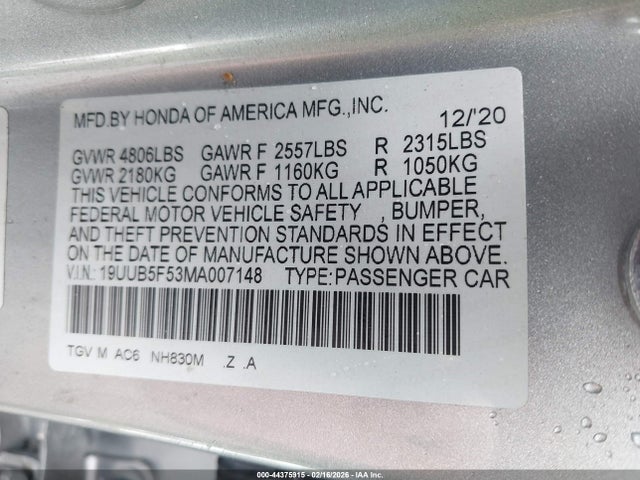 MFD.BY HONDA OF AMERICA MFG.,INC. 12/'20
GVWR 4806LBS GAWR F 2557LBS R 2315LBS
GVWR 2180KG GAWR F 1160KG R 1050KG
THIS VEHICLE CONFORMS TO ALL APPLICABLE
FEDERAL MOTOR VEHICLE SAFETY , BUMPER,
AND THEFT PREVENTION STANDARDS IN EFFECT
ON THE DATE OF MANUFACTURE SHOWN ABOVE.
V.I.N.: 19UUB5F53MA007148 TYPE:PASSENGER CAR
TGV M AC6 NH830M .Z .A
000-44375915 - 02/16/2026 - IAA Inc.